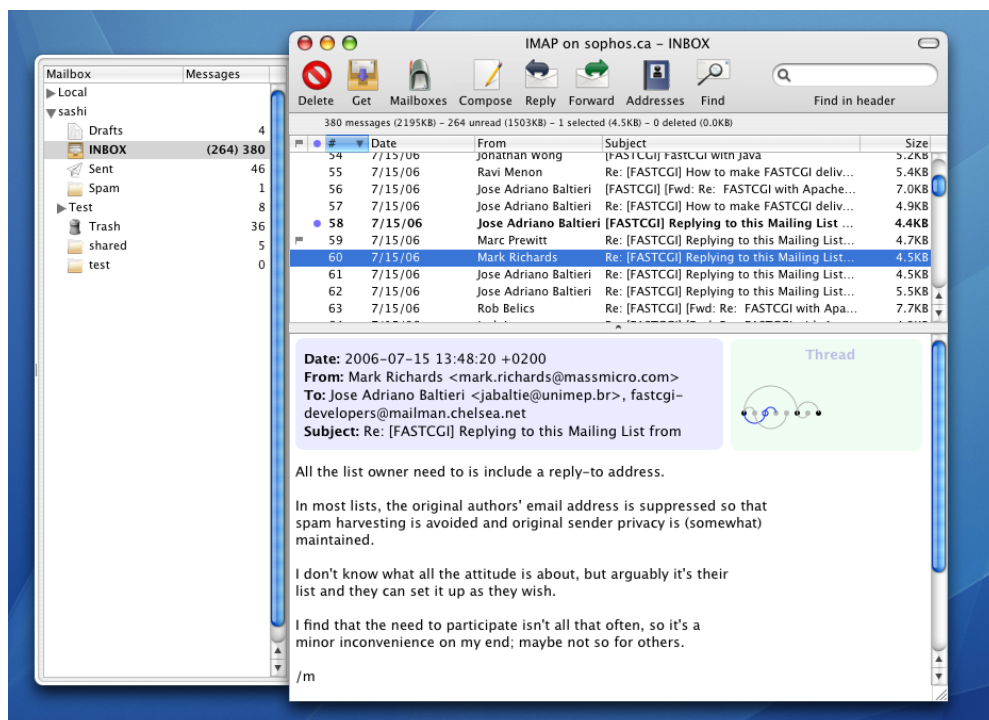 IMAP on sophos.ca – INBOX
Delete Get Mailboxes Compose Reply Forward Addresses Find Find in header
380 messages (2195KB) – 264 unread (1503KB) – 1 selected (4.5KB) – 0 deleted (0.0KB)
Mailbox Messages
Local
sashi
Drafts 4
INBOX (264) 380
Sent 46
Spam 1
Test 8
Trash 36
shared 5
test 0
# Date From Subject Size
54 7/15/06 Jonathan Wong [FASTCGI] FastCGI with Java 5.2KB
55 7/15/06 Ravi Menon Re: [FASTCGI] How to make FASTCGI deliv... 5.4KB
56 7/15/06 Jose Adriano Baltieri [FASTCGI] [Fwd: Re: FASTCGI with Apache... 7.0KB
57 7/15/06 Jose Adriano Baltieri Re: [FASTCGI] How to make FASTCGI deliv... 4.9KB
58 7/15/06 Jose Adriano Baltieri [FASTCGI] Replying to this Mailing List ... 4.4KB
59 7/15/06 Marc Prewitt Re: [FASTCGI] Replying to this Mailing List... 4.7KB
60 7/15/06 Mark Richards Re: [FASTCGI] Replying to this Mailing List... 4.5KB
61 7/15/06 Jose Adriano Baltieri Re: [FASTCGI] Replying to this Mailing List... 4.5KB
62 7/15/06 Jose Adriano Baltieri Re: [FASTCGI] Replying to this Mailing List... 5.5KB
63 7/15/06 Rob Belics Re: [FASTCGI] [Fwd: Re: FASTCGI with Apa... 7.7KB
Date: 2006-07-15 13:48:20 +0200
From: Mark Richards <mark.richards@massmicro.com>
To: Jose Adriano Baltieri <jabaltie@unimep.br>, fastcgi-
developers@mailman.chelsea.net
Subject: Re: [FASTCGI] Replying to this Mailing List from
Thread
All the list owner need to is include a reply-to address.
In most lists, the original authors' email address is suppressed so that
spam harvesting is avoided and original sender privacy is (somewhat)
maintained.
I don't know what all the attitude is about, but arguably it's their
list and they can set it up as they wish.
I find that the need to participate isn't all that often, so it's a
minor inconvenience on my end; maybe not so for others.
/m